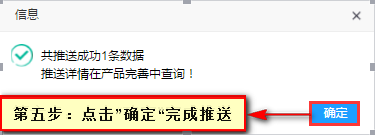 信息
共推送成功1条数据
推送详情在产品完善中查询！
第五步：点击”确定“完成推送
确定